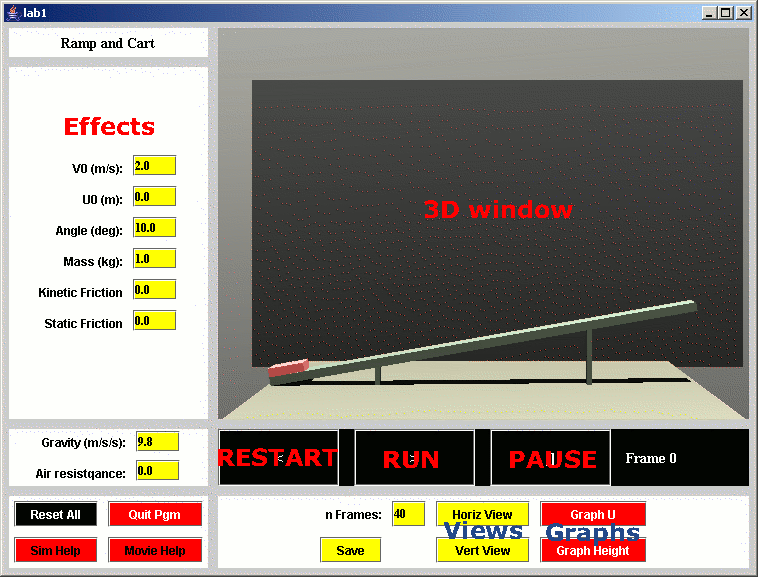 lab1
Ramp and Cart
Effects
V0 (m/s): 2.0
U0 (m): 0.0
Angle (deg): 10.0
Mass (kg): 1.0
Kinetic Friction 0.0
Static Friction 0.0
3D window
Gravity (m/s/s): 9.8
Air resistqance: 0.0
RESTART RUN PAUSE Frame 0
Reset All Quit Pgm
Sim Help Movie Help
n Frames: 40 Horiz View Graph U
Views Graphs
Save Vert View Graph Height